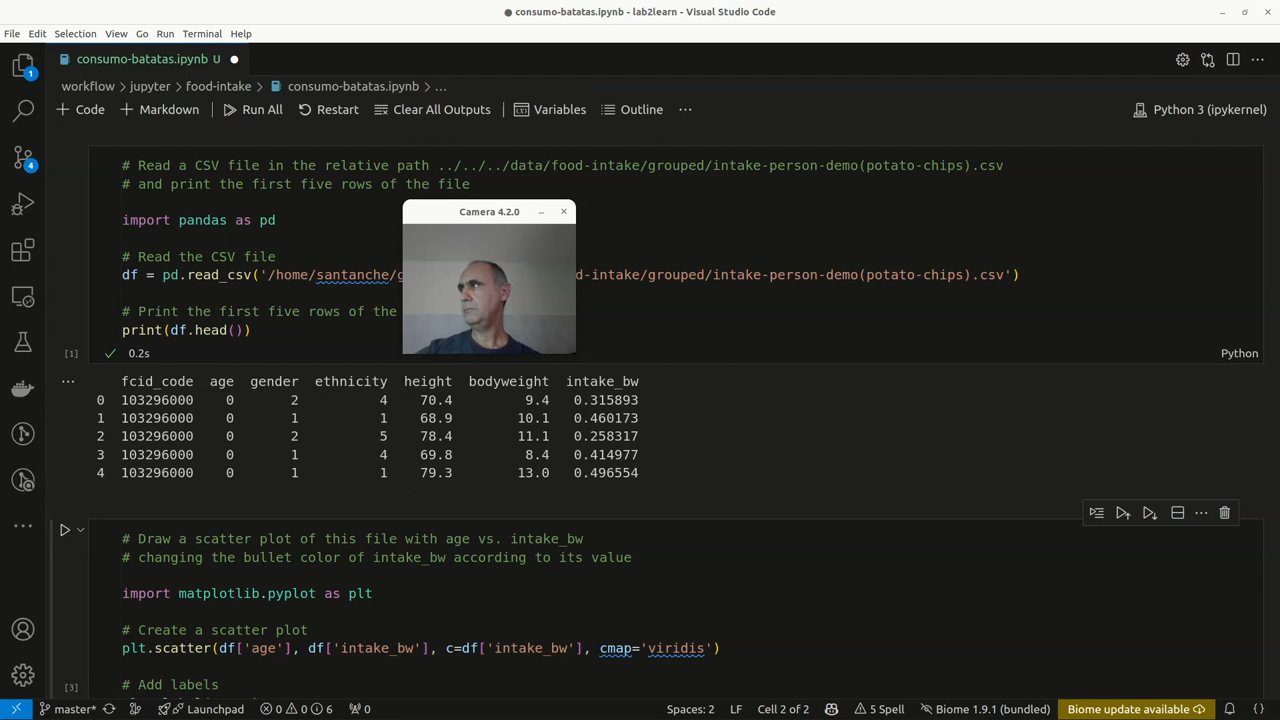 consumo-batatas.ipynb - lab2learn - Visual Studio Code
File Edit Selection View Go Run Terminal Help
consumo-batatas.ipynb U
workflow > jupyter > food-intake > consumo-batatas.ipynb > ...
+ Code + Markdown Run All Restart Clear All Outputs Variables Outline ... Python 3 (ipykernel)
# Read a CSV file in the relative path ../../../data/food-intake/grouped/intake-person-demo(potato-chips).csv
# and print the first five rows of the file
import pandas as pd
Camera 4.2.0
# Read the CSV file
df = pd.read_csv('/home/santanche/g d-intake/grouped/intake-person-demo(potato-chips).csv')
# Print the first five rows of the
print(df.head())
[1] 0.2s Python
... fcid_code age gender ethnicity height bodyweight intake_bw
0 103296000 0 2 4 70.4 9.4 0.315893
1 103296000 0 1 1 68.9 10.1 0.460173
2 103296000 0 2 5 78.4 11.1 0.258317
3 103296000 0 1 4 69.8 8.4 0.414977
4 103296000 0 1 1 79.3 13.0 0.496554
# Draw a scatter plot of this file with age vs. intake_bw
# changing the bullet color of intake_bw according to its value
import matplotlib.pyplot as plt
# Create a scatter plot
plt.scatter(df['age'], df['intake_bw'], c=df['intake_bw'], cmap='viridis')
# Add labels
[3]
1
4
master* Launchpad 0 0 6 0 Spaces: 2 LF Cell 2 of 2 5 Spell Biome 1.9.1 (bundled) Biome update available